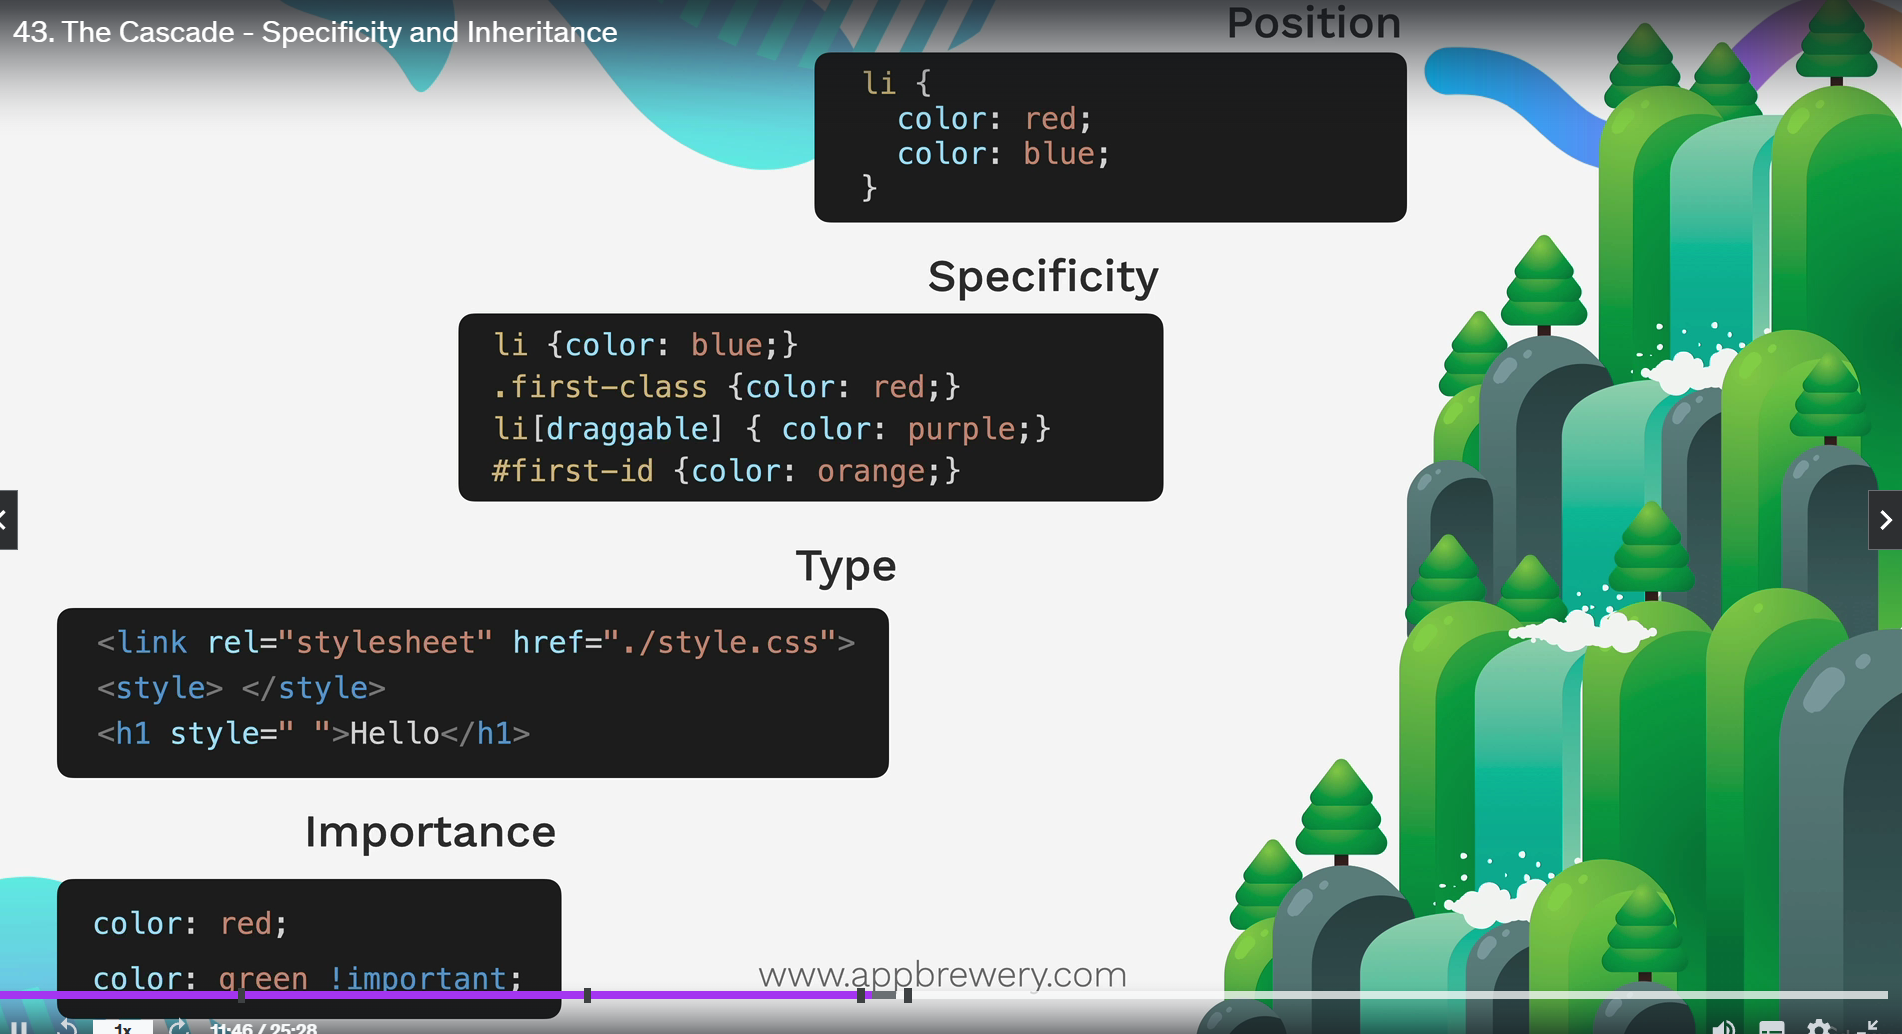 43. The Cascade - Specificity and Inheritance
Position
li {
color: red;
color: blue;
}
Specificity
li {color: blue;}
.first-class {color: red;}
li[draggable] { color: purple;}
#first-id {color: orange;}
Type
<link rel="stylesheet" href="./style.css">
<style> </style>
<h1 style=" ">Hello</h1>
Importance
color: red;
color: green !important;
www.appbrewery.com
1x
11:46 / 25:28